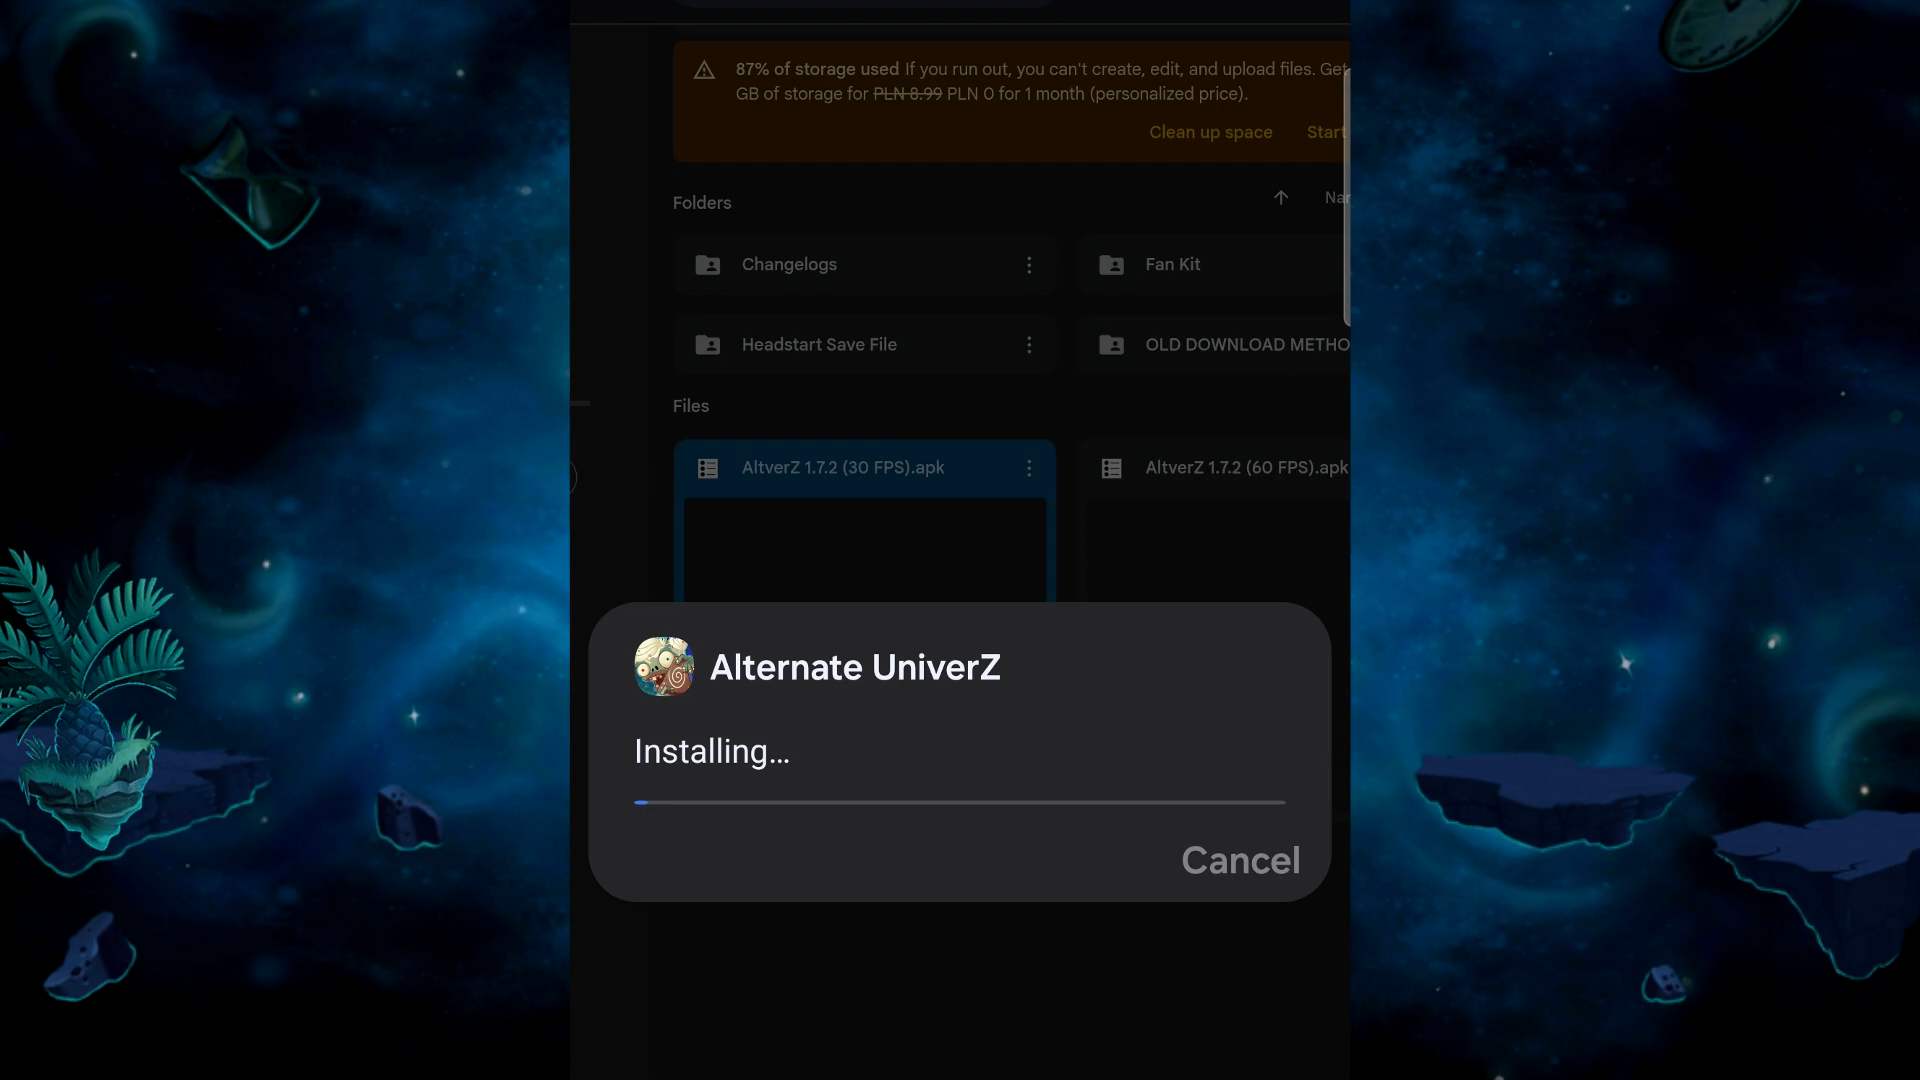 87% of storage used If you run out, you can't create, edit, and upload files. Get
GB of storage for PLN 8.99 PLN 0 for 1 month (personalized price).
Clean up space Start
Folders
Changelogs
Fan Kit
Headstart Save File
OLD DOWNLOAD METHO
Files
AltverZ 1.7.2 (30 FPS).apk
AltverZ 1.7.2 (60 FPS).apk
Alternate UniverZ
Installing...
Cancel